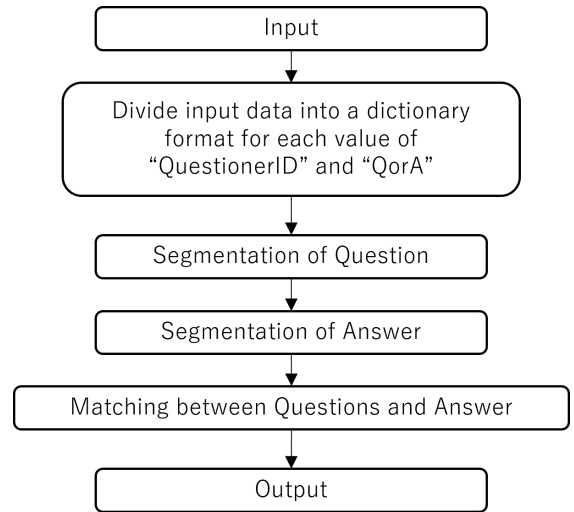 Input
Divide input data into a dictionary
format for each value of
“QuestionerID” and “QorA”
Segmentation of Question
Segmentation of Answer
Matching between Questions and Answer
Output